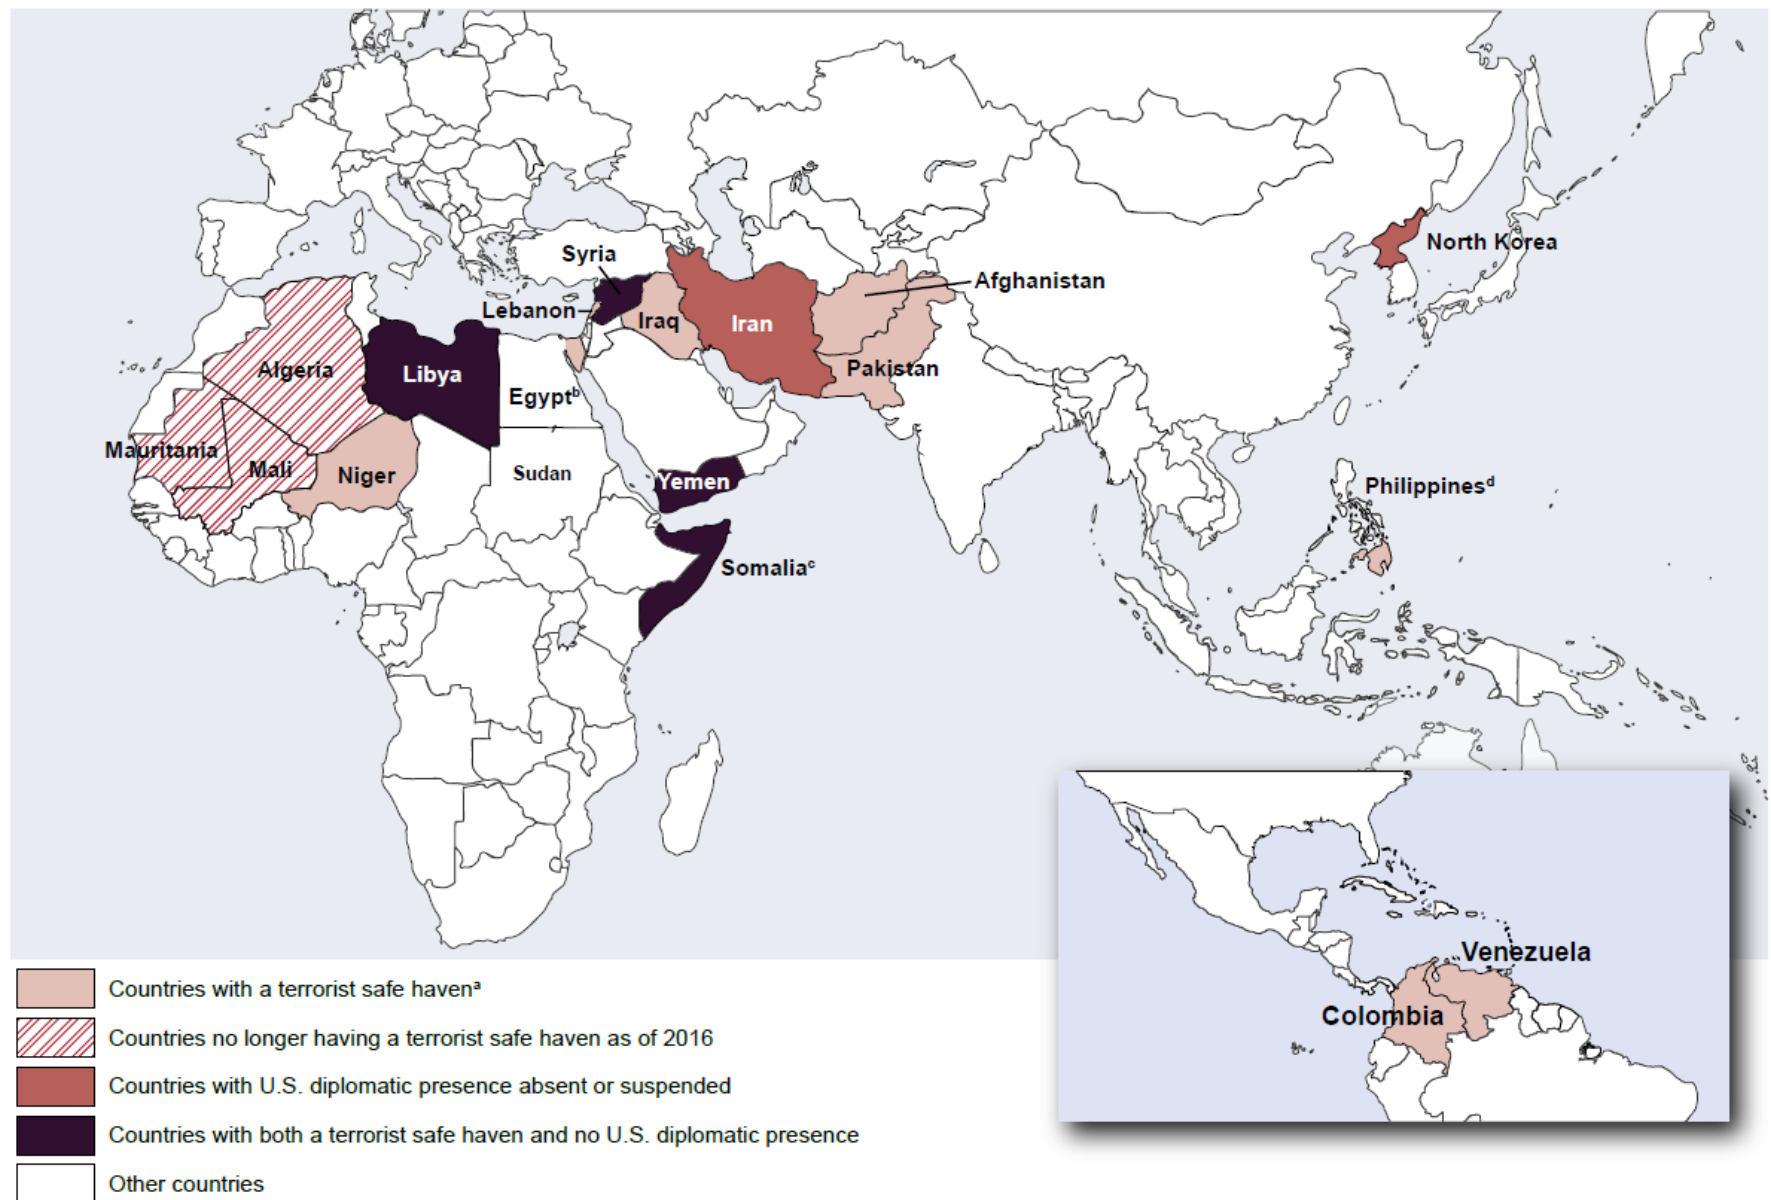 Syria
North Korea
Afghanistan
Lebanon
Iraq
Iran
Algeria
Libya
Pakistan
Egyptᵇ
Mauritania
Mali
Niger
Sudan
Yemen
Philippinesᵈ
Somaliaᶜ
Venezuela
Colombia
Countries with a terrorist safe havenᵃ
Countries no longer having a terrorist safe haven as of 2016
Countries with U.S. diplomatic presence absent or suspended
Countries with both a terrorist safe haven and no U.S. diplomatic presence
Other countries